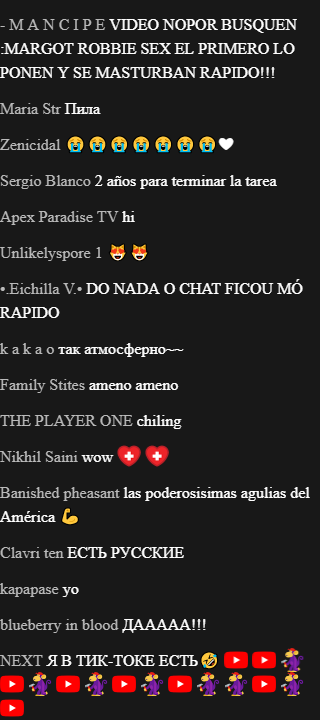 - M A N C I P E VIDEO NOPOR BUSQUEN
:MARGOT ROBBIE SEX EL PRIMERO LO
PONEN Y SE MASTURBAN RAPIDO!!!
Maria Str Пила
Zenicidal 😭😭😭😭😭😭😭🤍
Sergio Blanco 2 años para terminar la tarea
Apex Paradise TV hi
Unlikelyspore 1 😻😻
•.Eichilla V.• DO NADA O CHAT FICOU MÓ
RAPIDO
k a k a o так атмосферно~~
Family Stites ameno ameno
THE PLAYER ONE chiling
Nikhil Saini wow
Banished pheasant las poderosisimas agulias del
América 💪
Clavri ten ЕСТЬ РУССКИЕ
kapapase yo
blueberry in blood ДААААА!!!
NEXT Я В ТИК-ТОКЕ ЕСТЬ🤣